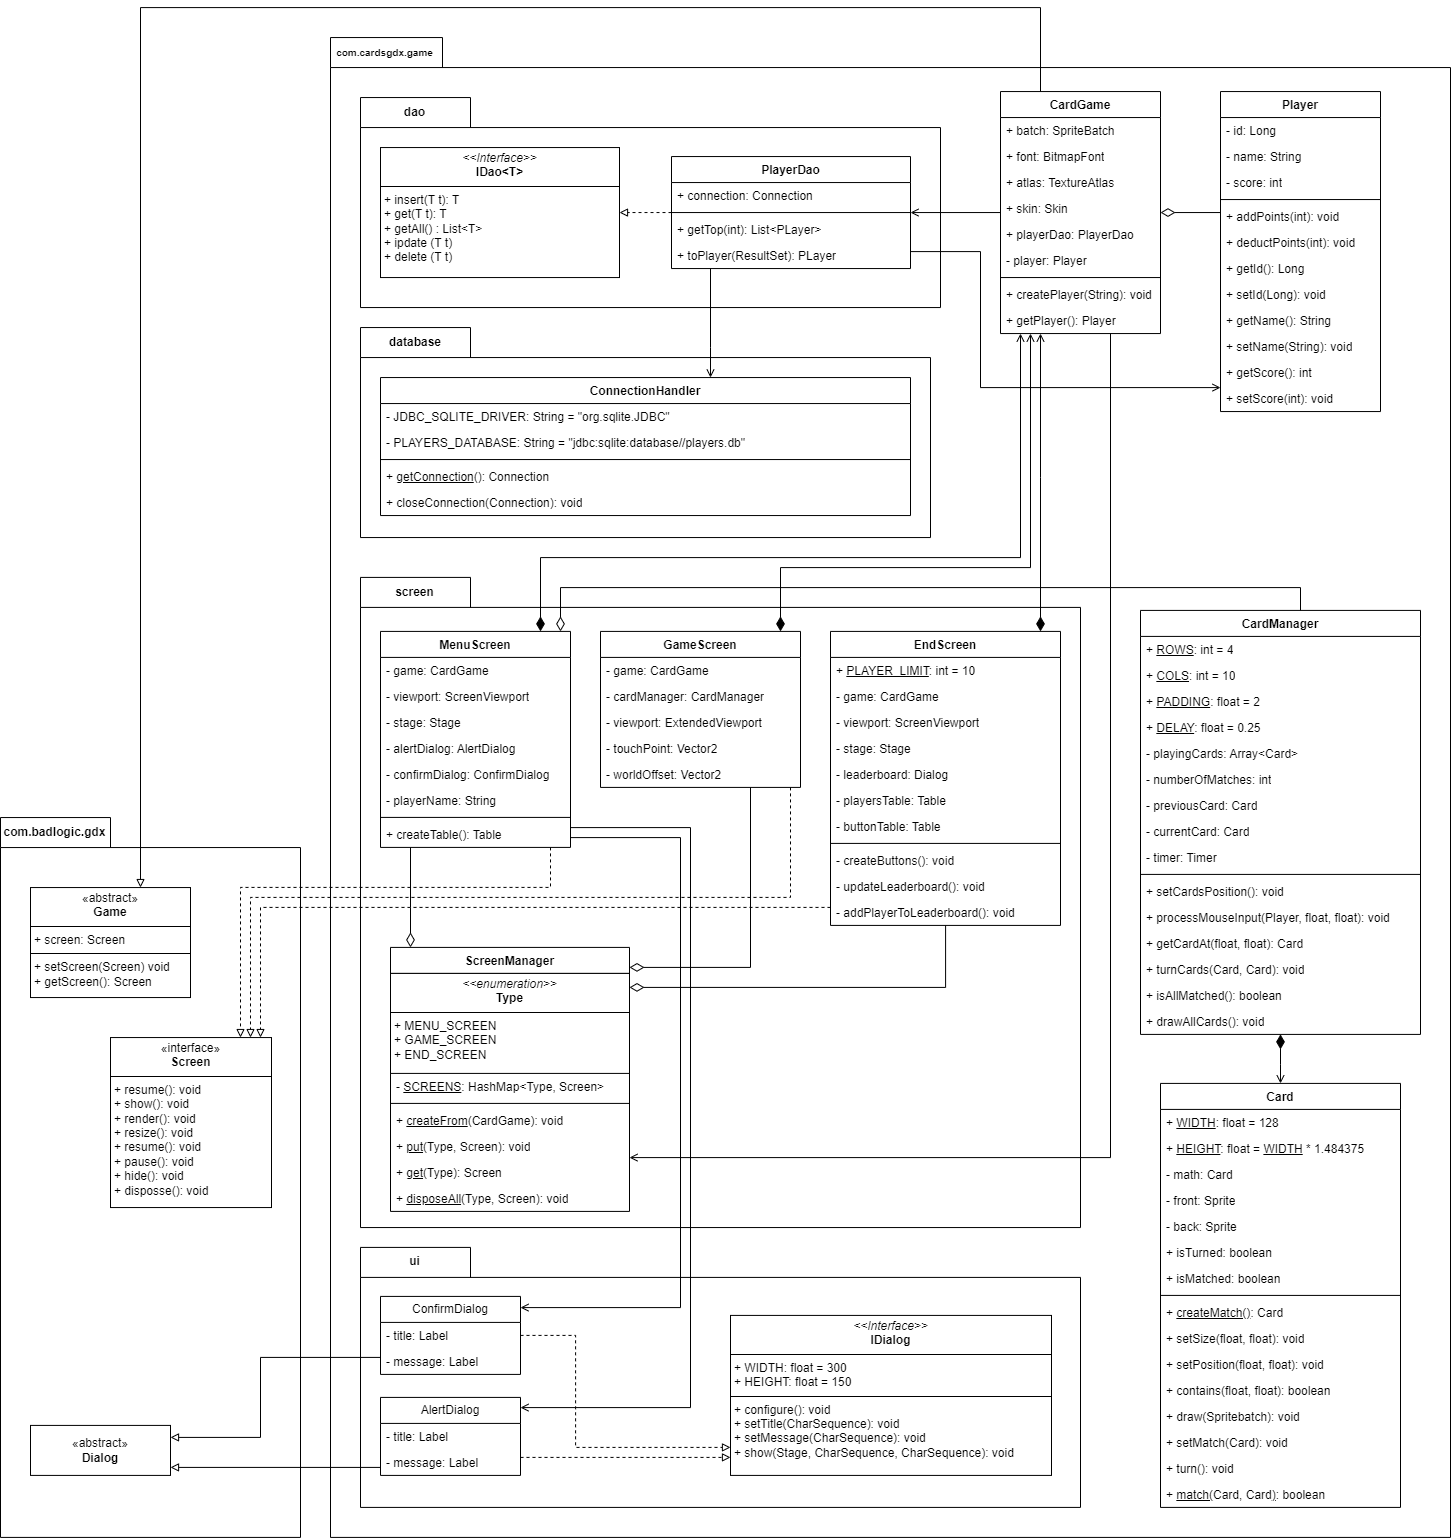 com.cardsgdx.game
dao
<<Interface>>
IDao<T>
+ insert(T t): T
+ get(T t): T
+ getAll() : List<T>
+ ipdate (T t)
+ delete (T t)
PlayerDao
+ connection: Connection
+ getTop(int): List<PLayer>
+ toPlayer(ResultSet): PLayer
CardGame
+ batch: SpriteBatch
+ font: BitmapFont
+ atlas: TextureAtlas
+ skin: Skin
+ playerDao: PlayerDao
- player: Player
+ createPlayer(String): void
+ getPlayer(): Player
Player
- id: Long
- name: String
- score: int
+ addPoints(int): void
+ deductPoints(int): void
+ getId(): Long
+ setId(Long): void
+ getName(): String
+ setName(String): void
+ getScore(): int
+ setScore(int): void
database
ConnectionHandler
- JDBC_SQLITE_DRIVER: String = "org.sqlite.JDBC"
- PLAYERS_DATABASE: String = "jdbc:sqlite:database//players.db"
+ getConnection(): Connection
+ closeConnection(Connection): void
screen
MenuScreen
- game: CardGame
- viewport: ScreenViewport
- stage: Stage
- alertDialog: AlertDialog
- confirmDialog: ConfirmDialog
- playerName: String
+ createTable(): Table
GameScreen
- game: CardGame
- cardManager: CardManager
- viewport: ExtendedViewport
- touchPoint: Vector2
- worldOffset: Vector2
EndScreen
+ PLAYER_LIMIT: int = 10
- game: CardGame
- viewport: ScreenViewport
- stage: Stage
- leaderboard: Dialog
- playersTable: Table
- buttonTable: Table
- createButtons(): void
- updateLeaderboard(): void
- addPlayerToLeaderboard(): void
CardManager
+ ROWS: int = 4
+ COLS: int = 10
+ PADDING: float = 2
+ DELAY: float = 0.25
- playingCards: Array<Card>
- numberOfMatches: int
- previousCard: Card
- currentCard: Card
- timer: Timer
+ setCardsPosition(): void
+ processMouseInput(Player, float, float): void
+ getCardAt(float, float): Card
+ turnCards(Card, Card): void
+ isAllMatched(): boolean
+ drawAllCards(): void
com.badlogic.gdx
«abstract»
Game
+ screen: Screen
+ setScreen(Screen) void
+ getScreen(): Screen
«interface»
Screen
+ resume(): void
+ show(): void
+ render(): void
+ resize(): void
+ resume(): void
+ pause(): void
+ hide(): void
+ disposse(): void
ScreenManager
<<enumeration>>
Type
+ MENU_SCREEN
+ GAME_SCREEN
+ END_SCREEN
- SCREENS: HashMap<Type, Screen>
+ createFrom(CardGame): void
+ put(Type, Screen): void
+ get(Type): Screen
+ disposeAll(Type, Screen): void
Card
+ WIDTH: float = 128
+ HEIGHT: float = WIDTH * 1.484375
- math: Card
- front: Sprite
- back: Sprite
+ isTurned: boolean
+ isMatched: boolean
+ createMatch(): Card
+ setSize(float, float): void
+ setPosition(float, float): void
+ contains(float, float): boolean
+ draw(Spritebatch): void
+ setMatch(Card): void
+ turn(): void
+ match(Card, Card): boolean
ui
ConfirmDialog
- title: Label
- message: Label
AlertDialog
- title: Label
- message: Label
<<Interface>>
IDialog
+ WIDTH: float = 300
+ HEIGHT: float = 150
+ configure(): void
+ setTitle(CharSequence): void
+ setMessage(CharSequence): void
+ show(Stage, CharSequence, CharSequence): void
«abstract»
Dialog